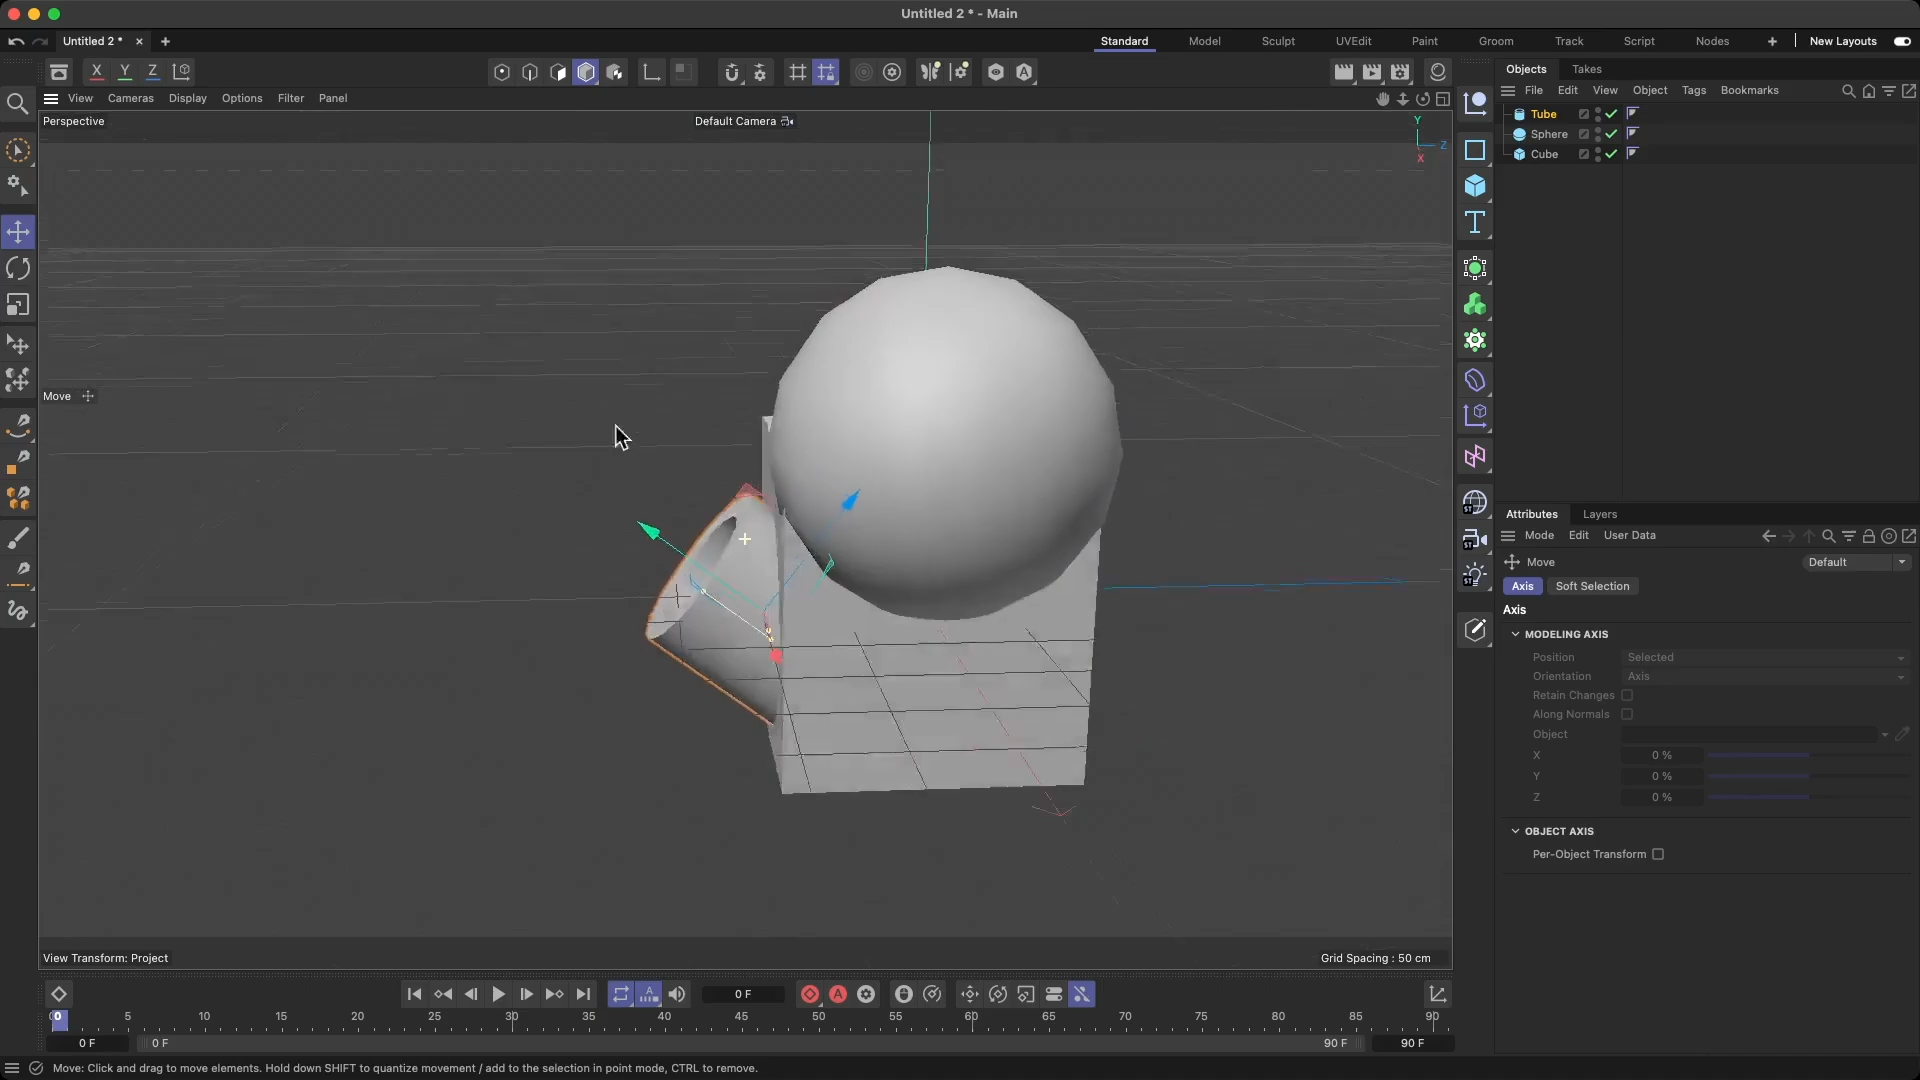 Untitled 2 * - Main
Untitled 2 * × +
Standard Model Sculpt UVEdit Paint Groom Track Script Nodes + New Layouts
X Y Z
View Cameras Display Options Filter Panel
Perspective
Default Camera
Y
Z
X
Move
View Transform: Project
Grid Spacing : 50 cm
Objects Takes
File Edit View Object Tags Bookmarks
Tube
Sphere
Cube
Attributes Layers
Mode Edit User Data
Move Default
Axis Soft Selection
Axis
MODELING AXIS
Position Selected
Orientation Axis
Retain Changes
Along Normals
Object
X 0 %
Y 0 %
Z 0 %
OBJECT AXIS
Per-Object Transform
ST
ST
ST
A
A
A
0 F
0 5 10 15 20 25 30 35 40 45 50 55 60 65 70 75 80 85 90
0 F 0 F 90 F 90 F
Move: Click and drag to move elements. Hold down SHIFT to quantize movement / add to the selection in point mode, CTRL to remove.